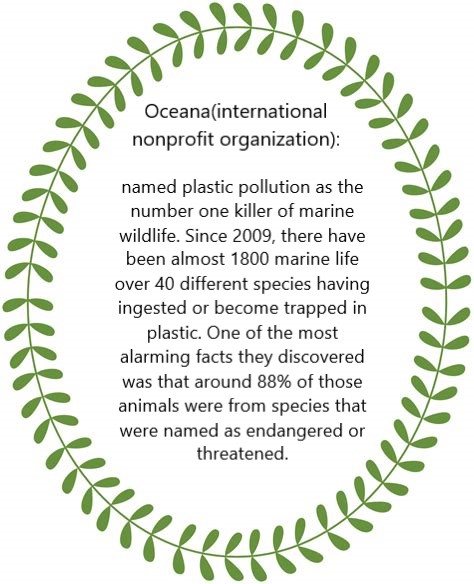 Oceana(international
nonprofit organization):
named plastic pollution as the
number one killer of marine
wildlife. Since 2009, there have
been almost 1800 marine life
over 40 different species having
ingested or become trapped in
plastic. One of the most
alarming facts they discovered
was that around 88% of those
animals were from species that
were named as endangered or
threatened.